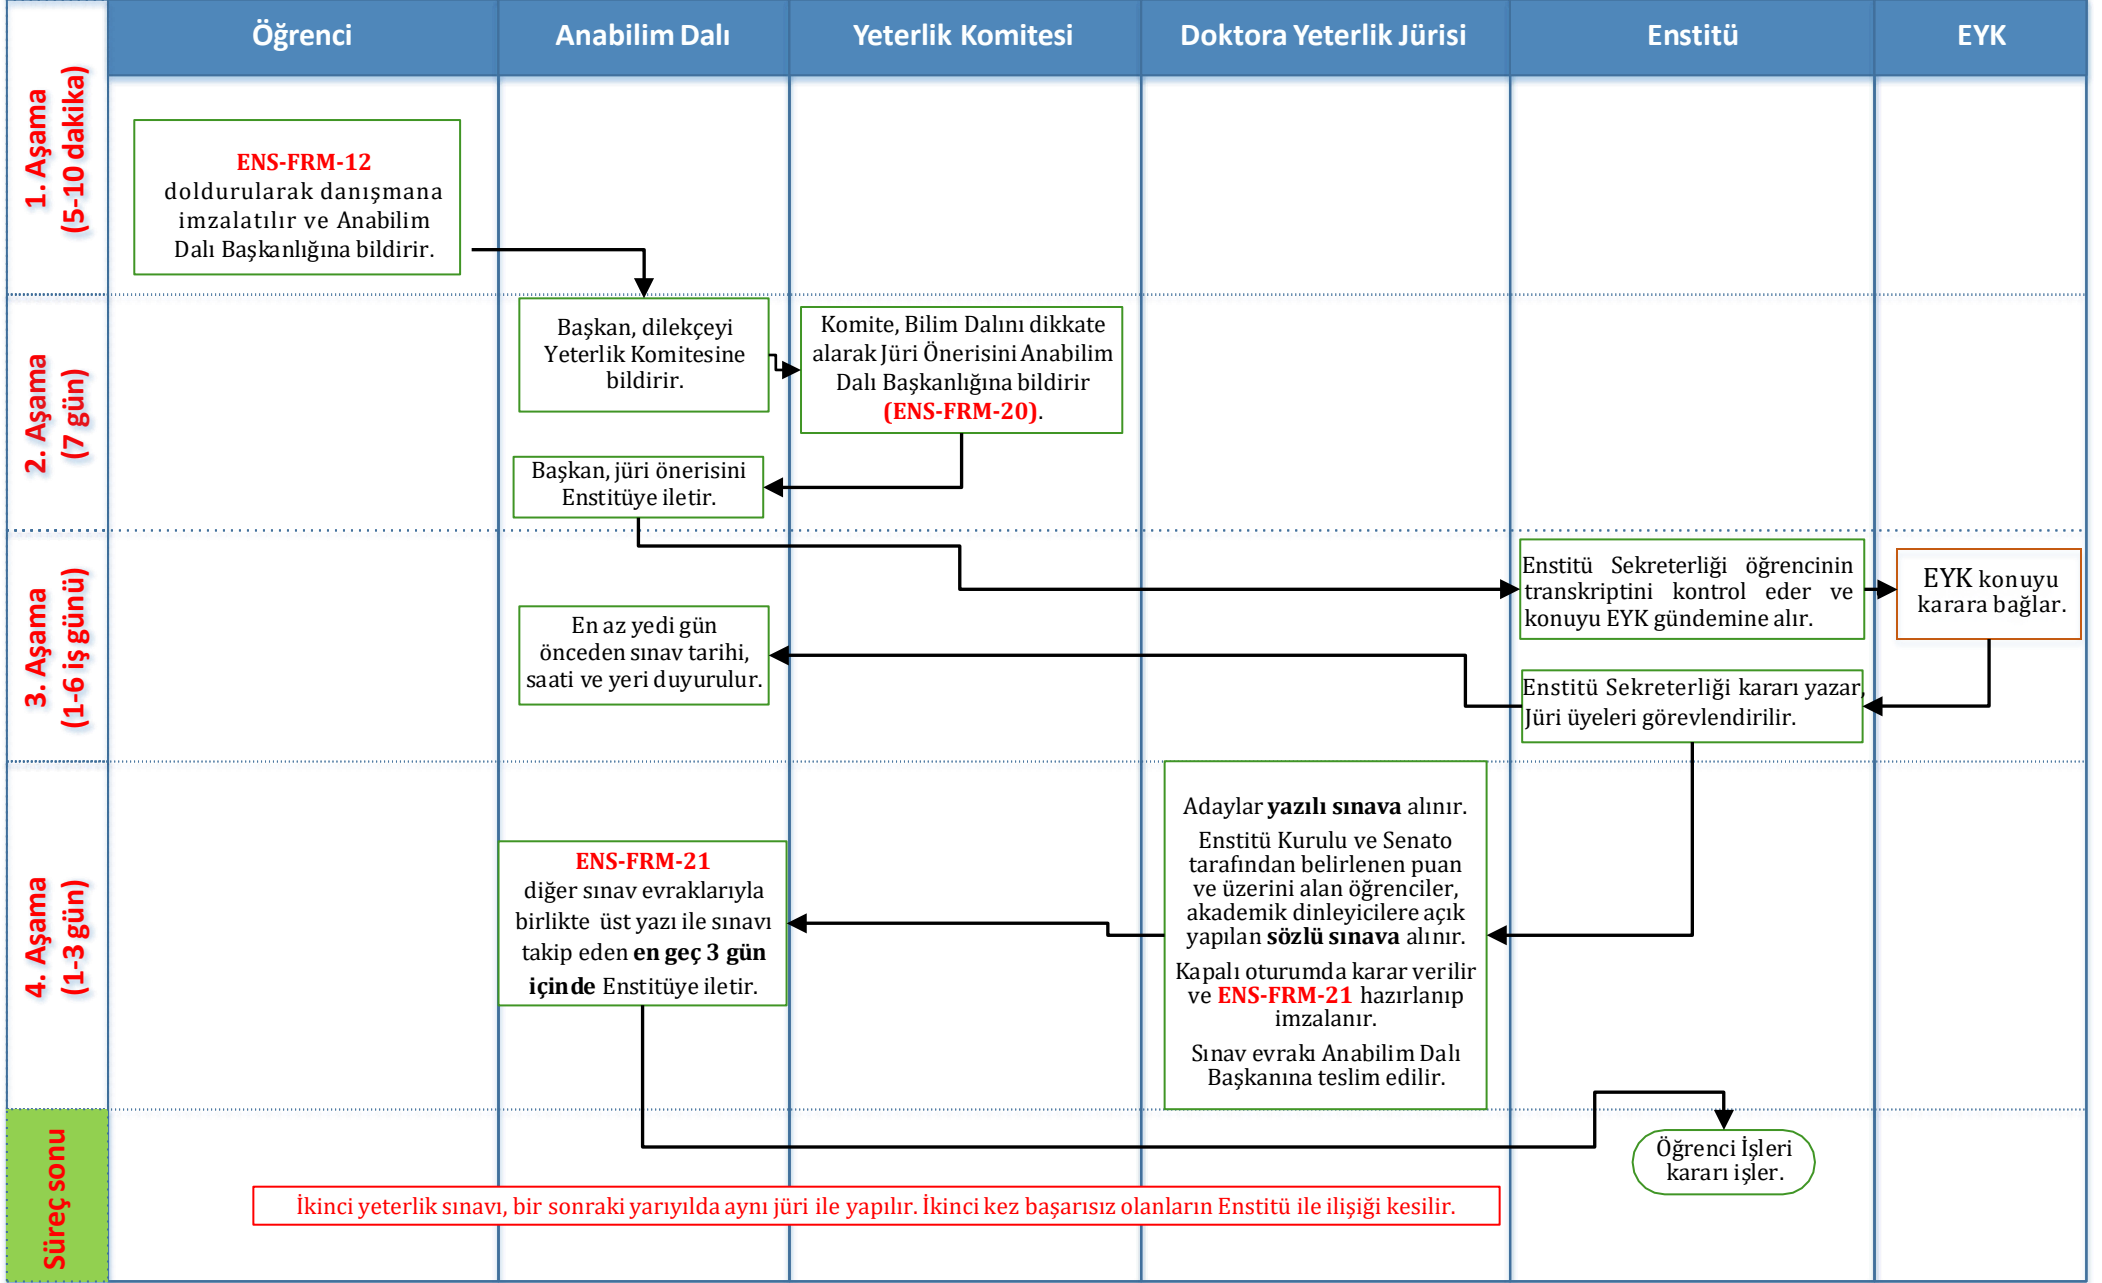 Öğrenci
Anabilim Dalı
Yeterlik Komitesi
Doktora Yeterlik Jürisi
Enstitü
EYK
1. Aşama
(5-10 dakika)
ENS-FRM-12
doldurularak danışmana
imzalatılır ve Anabilim
Dalı Başkanlığına bildirir.
2. Aşama
(7 gün)
Başkan, dilekçeyi
Yeterlik Komitesine
bildirir.
Komite, Bilim Dalını dikkate
alarak Jüri Önerisini Anabilim
Dalı Başkanlığına bildirir
(ENS-FRM-20).
Başkan, jüri önerisini
Enstitüye iletir.
3. Aşama
(1-6 iş günü)
Enstitü Sekreterliği öğrencinin
transkriptini kontrol eder ve
konuyu EYK gündemine alır.
EYK konuyu
karara bağlar.
En az yedi gün
önceden sınav tarihi,
saati ve yeri duyurulur.
Enstitü Sekreterliği kararı yazar,
Jüri üyeleri görevlendirilir.
4. Aşama
(1-3 gün)
ENS-FRM-21
diğer sınav evraklarıyla
birlikte üst yazı ile sınavı
takip eden en geç 3 gün
içinde Enstitüye iletir.
Adaylar yazılı sınava alınır.
Enstitü Kurulu ve Senato
tarafından belirlenen puan
ve üzerini alan öğrenciler,
akademik dinleyicilere açık
yapılan sözlü sınava alınır.
Kapalı oturumda karar verilir
ve ENS-FRM-21 hazırlanıp
imzalanır.
Sınav evrakı Anabilim Dalı
Başkanına teslim edilir.
Süreç sonu
Öğrenci İşleri
kararı işler.
İkinci yeterlik sınavı, bir sonraki yarıyılda aynı jüri ile yapılır. İkinci kez başarısız olanların Enstitü ile ilişiği kesilir.